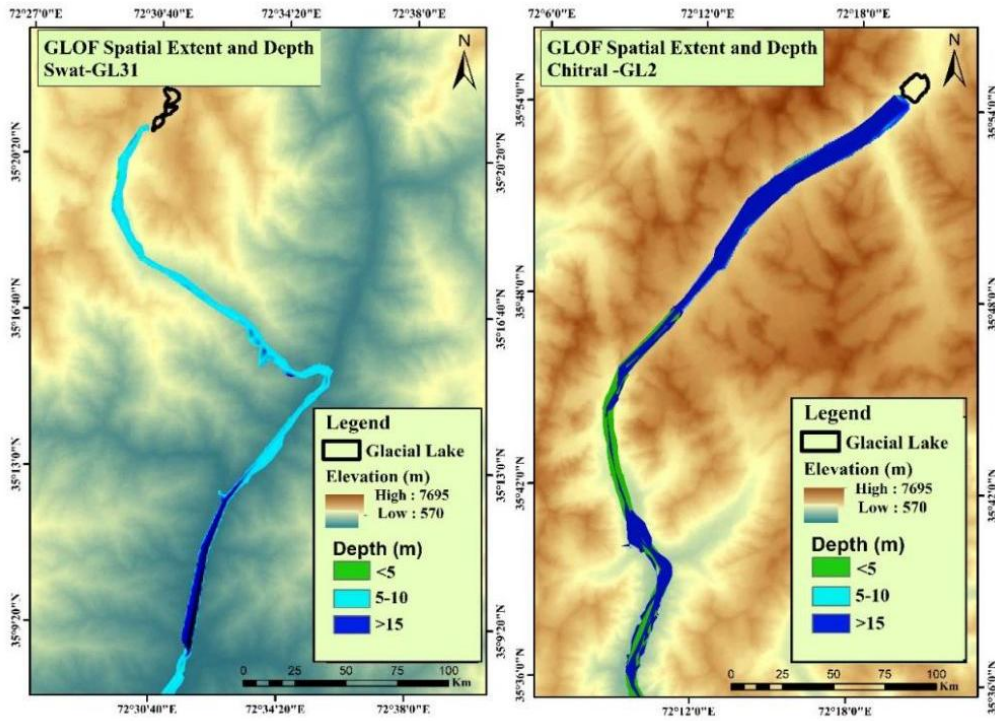 72°27'0"E 72°30'40"E 72°34'20"E 72°38'0"E
GLOF Spatial Extent and Depth
Swat-GL31
N
35°20'20"N
35°20'20"N
35°16'40"N
35°16'40"N
35°13'0"N
35°13'0"N
35°9'20"N
35°9'20"N
Legend
Glacial Lake
Elevation (m)
High : 7695
Low : 570
Depth (m)
<5
5-10
>15
0 25 50 75 100
Km
72°30'40"E 72°34'20"E 72°38'0"E
72°6'0"E 72°12'0"E 72°18'0"E
GLOF Spatial Extent and Depth
Chitral -GL2
N
35°54'0"N
35°54'0"N
35°48'0"N
35°48'0"N
35°42'0"N
35°42'0"N
35°36'0"N
35°36'0"N
Legend
Glacial Lake
Elevation (m)
High : 7695
Low : 570
Depth (m)
<5
5-10
>15
0 25 50 75 100
Km
72°12'0"E 72°18'0"E